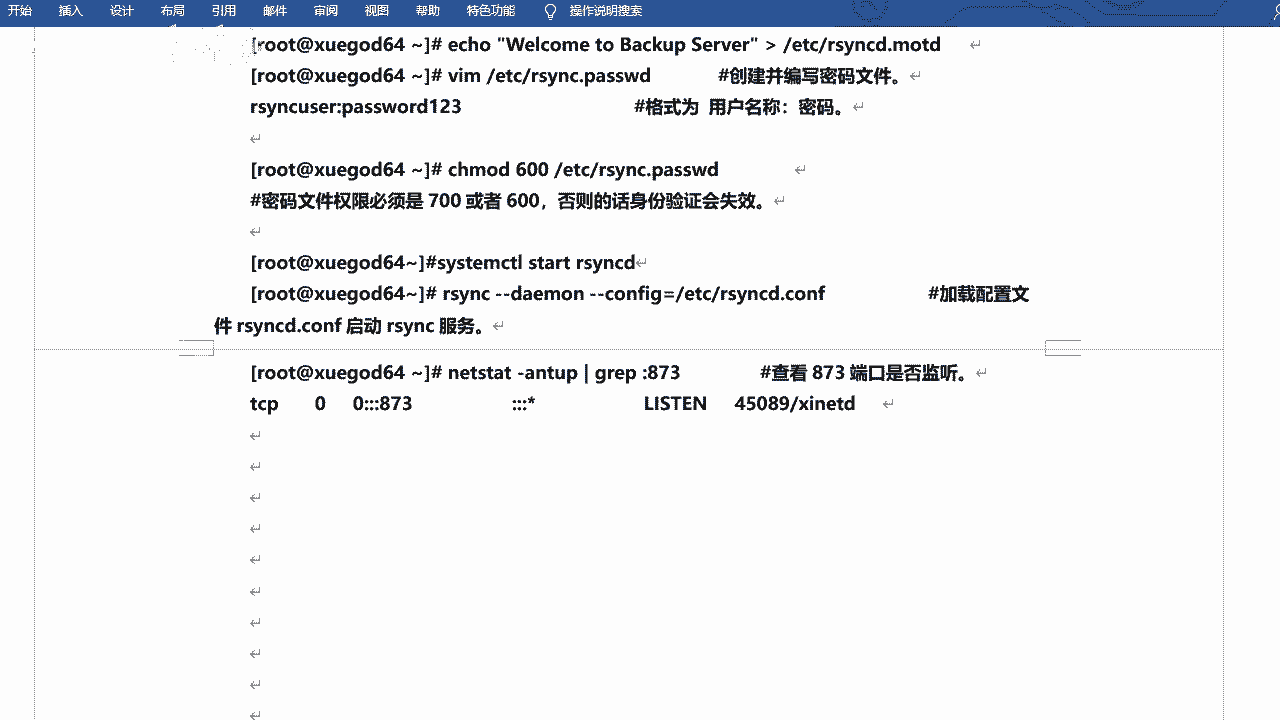 开始 插入 设计 布局 引用 邮件 审阅 视图 帮助 特色功能 操作说明搜索
[root@xuegod64 ~]# echo "Welcome to Backup Server" > /etc/rsyncd.motd
[root@xuegod64 ~]# vim /etc/rsync.passwd #创建并编写密码文件。
rsyncuser:password123 #格式为 用户名称：密码。
[root@xuegod64 ~]# chmod 600 /etc/rsync.passwd
#密码文件权限必须是 700 或者 600，否则的话身份验证会失效。
[root@xuegod64~]#systemctl start rsyncd
[root@xuegod64~]# rsync --daemon --config=/etc/rsyncd.conf #加载配置文
件 rsyncd.conf 启动 rsync 服务。
[root@xuegod64 ~]# netstat -antup | grep :873 #查看 873 端口是否监听。
tcp 0 0:::873 :::* LISTEN 45089/xinetd